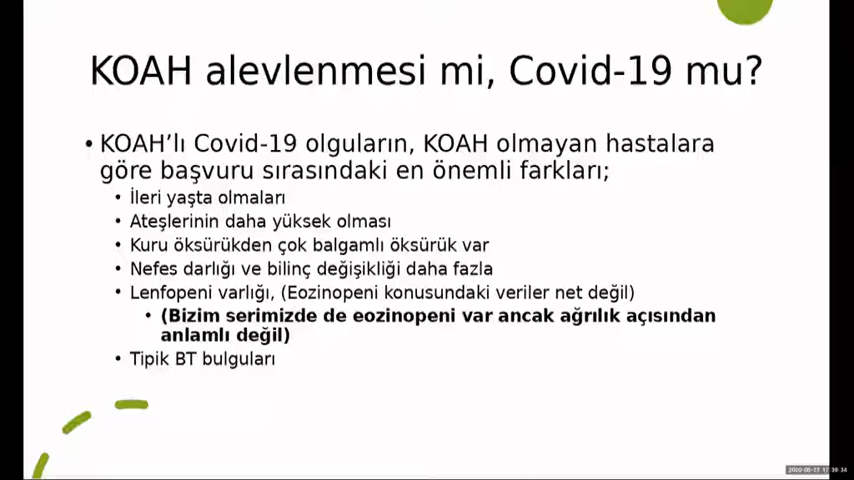 KOAH alevlenmesi mi, Covid-19 mu?
• KOAH'lı Covid-19 olguların, KOAH olmayan hastalara
göre başvuru sırasındaki en önemli farkları;
• İleri yaşta olmaları
• Ateşlerinin daha yüksek olması
• Kuru öksürükden çok balgamlı öksürük var
• Nefes darlığı ve bilinç değişikliği daha fazla
• Lenfopeni varlığı, (Eozinopeni konusundaki veriler net değil)
• (Bizim serimizde de eozinopeni var ancak ağrılık açısından
anlamlı değil)
• Tipik BT bulguları